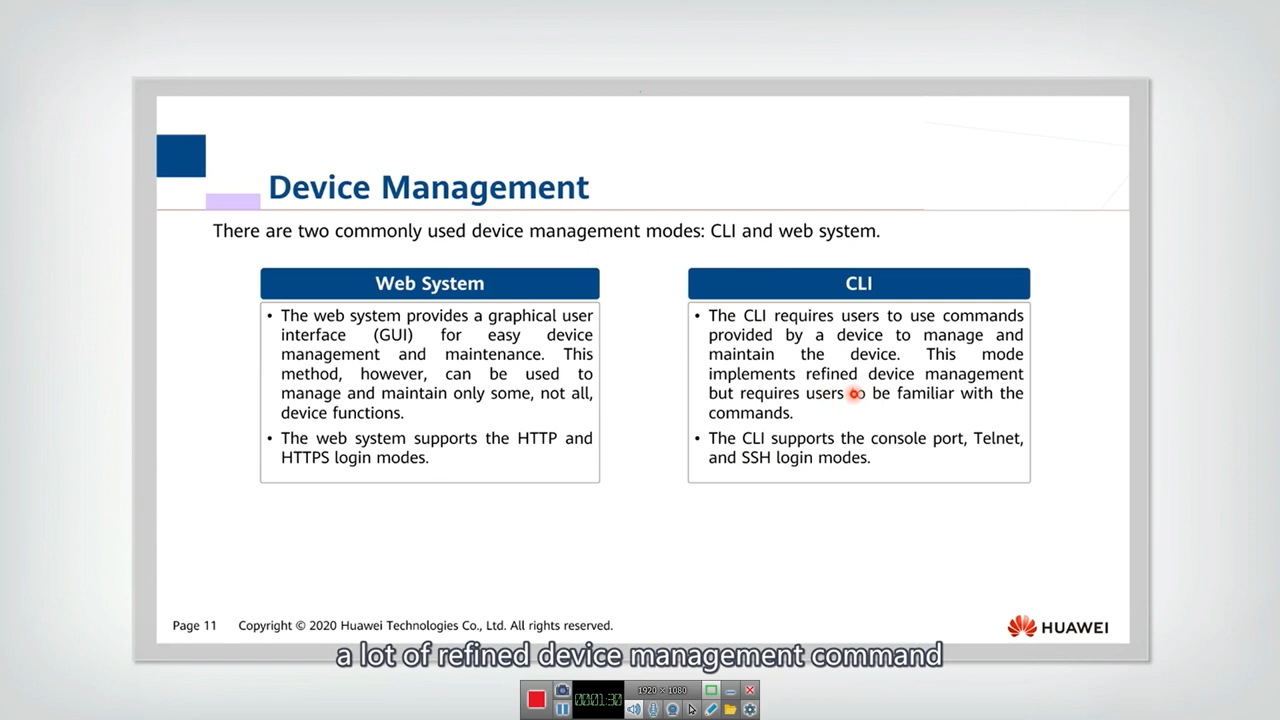 Device Management
There are two commonly used device management modes: CLI and web system.
Web System
• The web system provides a graphical user
interface (GUI) for easy device
management and maintenance. This
method, however, can be used to
manage and maintain only some, not all,
device functions.
• The web system supports the HTTP and
HTTPS login modes.
CLI
• The CLI requires users to use commands
provided by a device to manage and
maintain the device. This mode
implements refined device management
but requires users to be familiar with the
commands.
• The CLI supports the console port, Telnet,
and SSH login modes.
Page 11 Copyright © 2020 Huawei Technologies Co., Ltd. All rights reserved.
HUAWEI
a lot of refined device management command
00:01:30
1920 × 1080